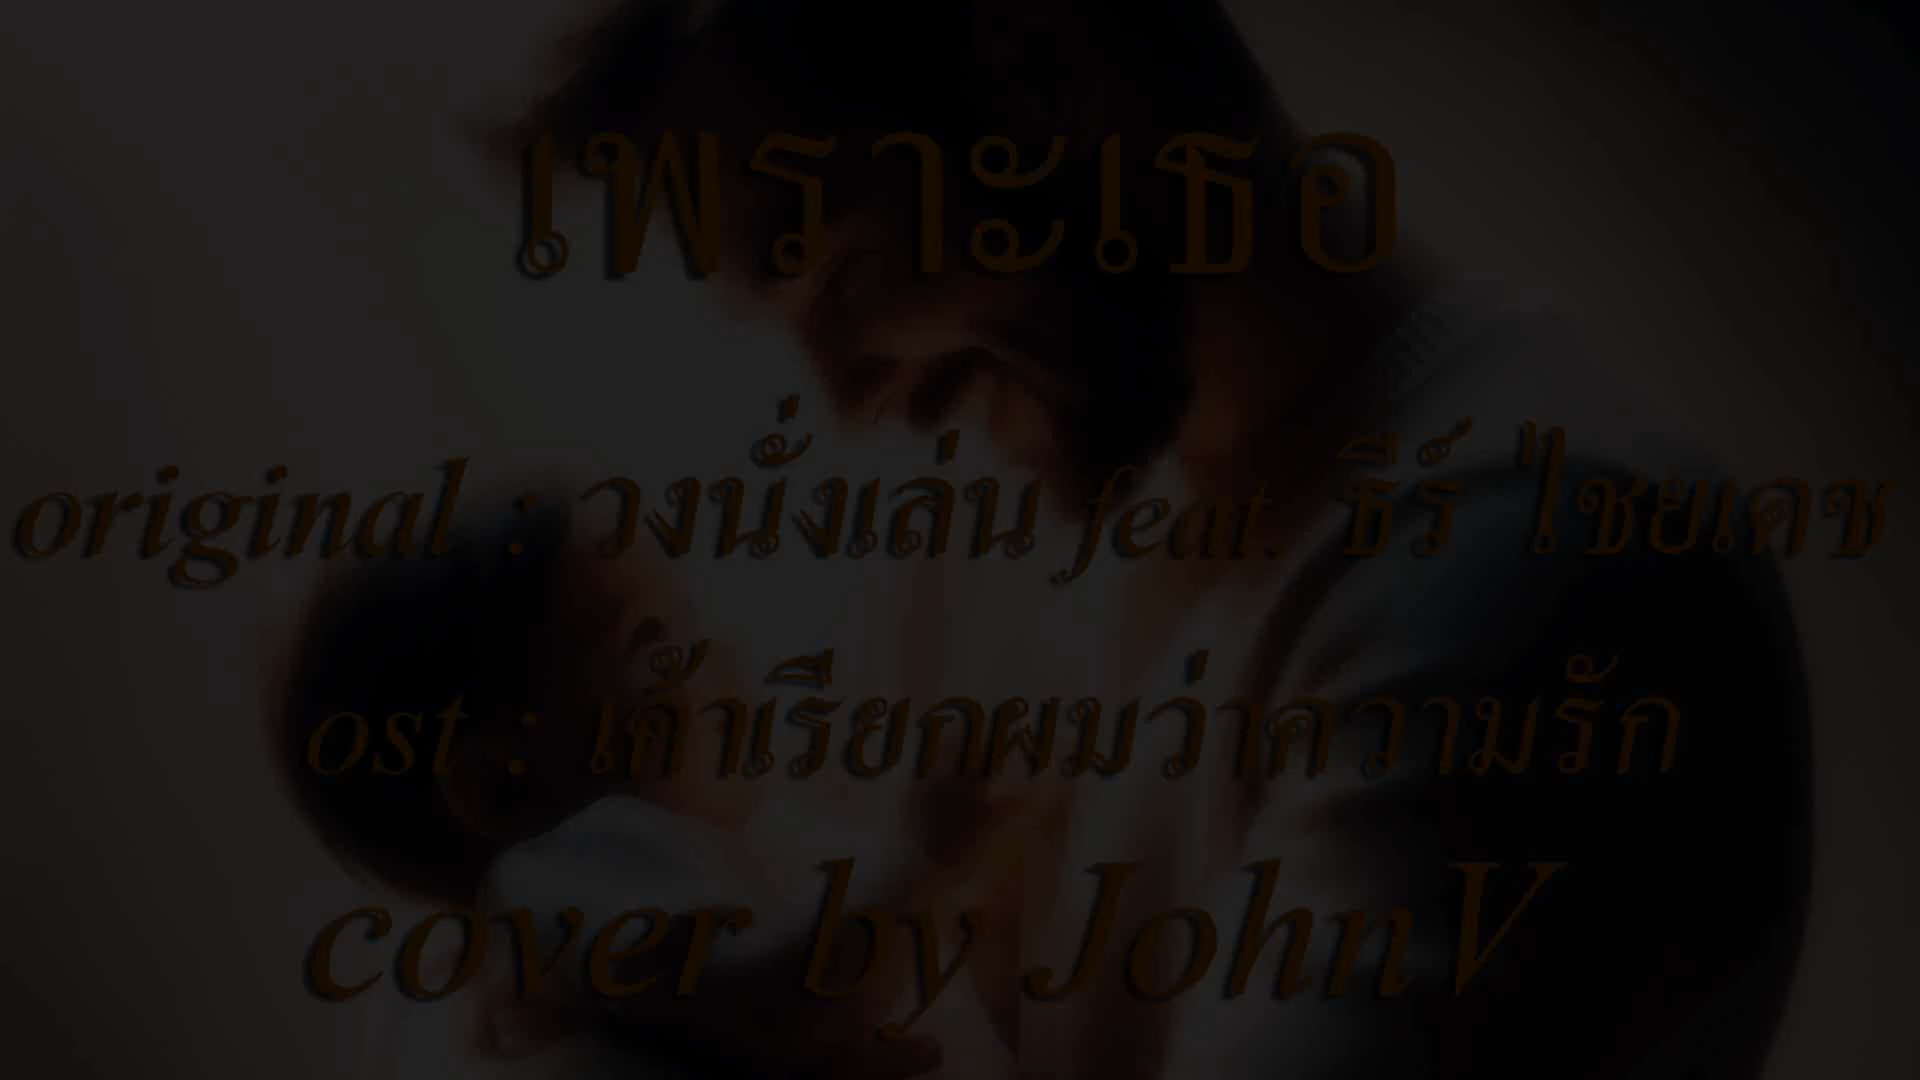 เพราะเธอ
original : วงนั่งเล่น feat. ธีร์ ไชยเดช
ost : เค้าเรียกผมว่าความรัก
cover by JohnV